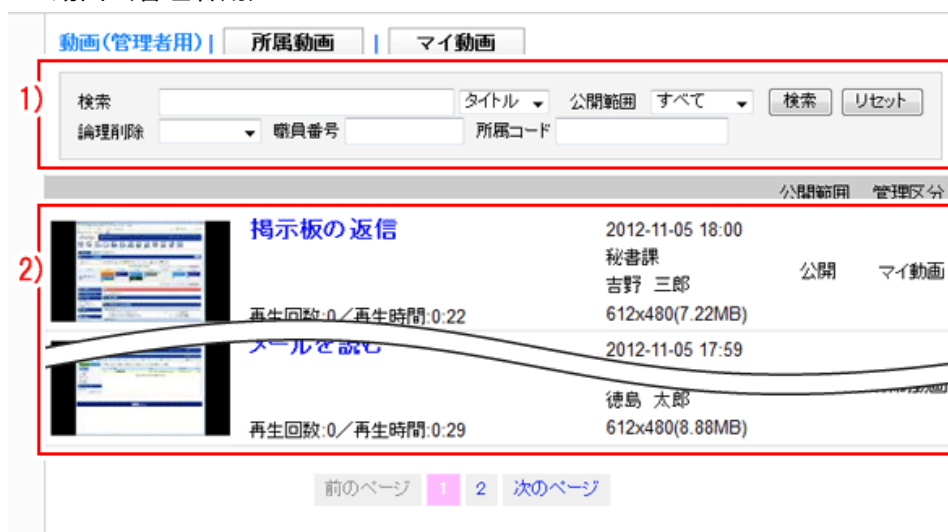 動画(管理者用)| 所属動画 | マイ動画
1)
検索 タイトル 公開範囲 すべて 検索 リセット
論理削除 職員番号 所属コード
公開範囲 管理区分
2)
掲示板の返信 2012-11-05 18:00
秘書課
吉野 三郎 公開 マイ動画
再生回数:0/再生時間:0:22 612x480(7.22MB)
メールを読む 2012-11-05 17:59
徳島 太郎
再生回数:0/再生時間:0:29 612x480(8.88MB)
前のページ 1 2 次のページ